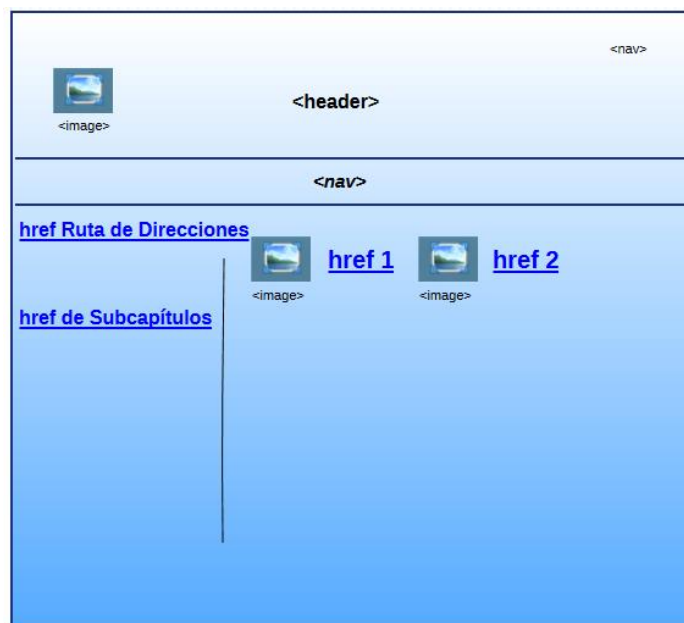 <nav>
<header>
<image>
<nav>
href Ruta de Direcciones
href 1
href 2
<image>
<image>
href de Subcapítulos